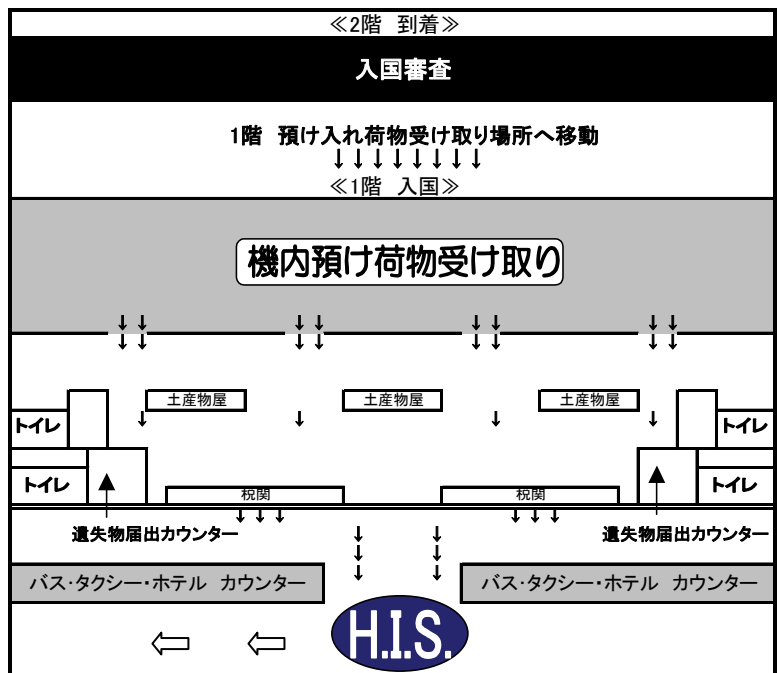 ≪2階 到着≫
入国審査
1階 預け入れ荷物受け取り場所へ移動
↓↓↓↓↓↓↓↓
≪1階 入国≫
機内預け荷物受け取り
土産物屋
土産物屋
土産物屋
トイレ
トイレ
トイレ
トイレ
税関
税関
遺失物届出カウンター
遺失物届出カウンター
バス・タクシー・ホテル カウンター
バス・タクシー・ホテル カウンター
H.I.S.